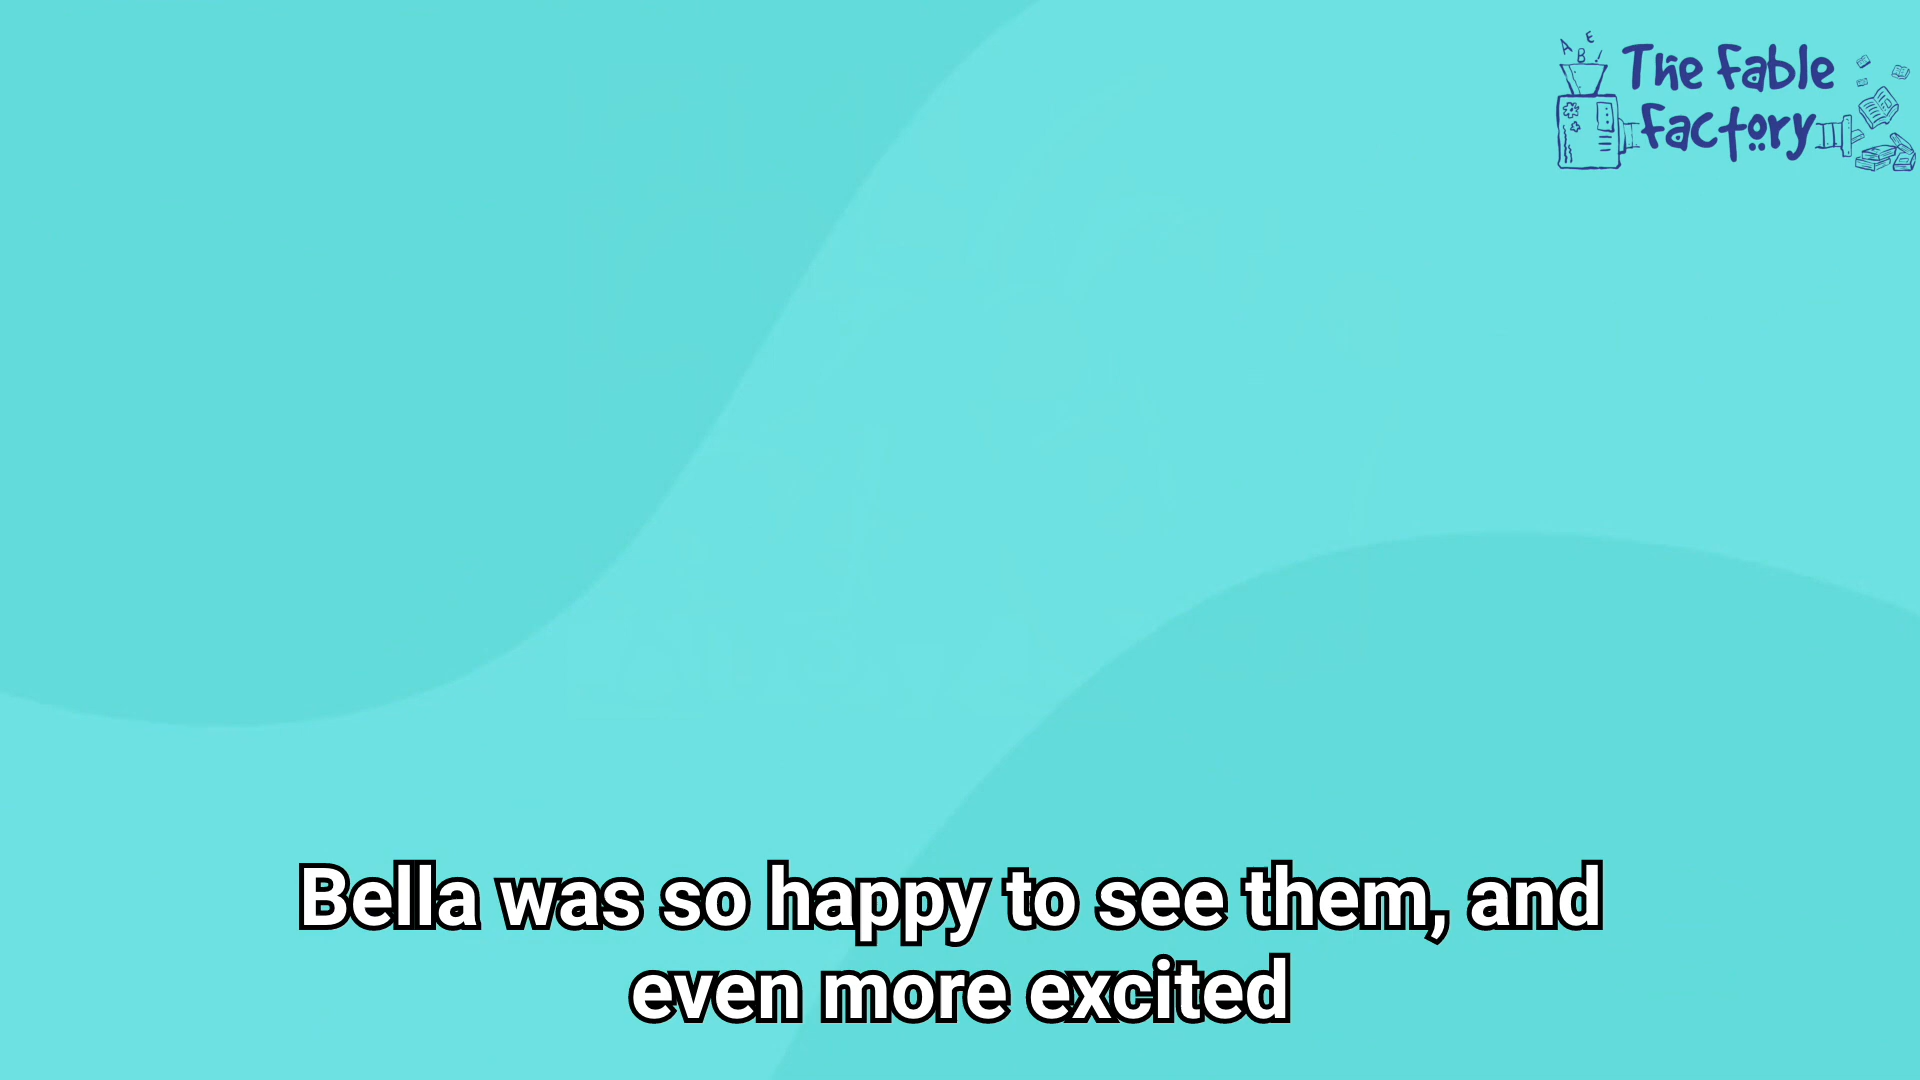 A B E !
The Fable
Factory
Bella was so happy to see them, and
even more excited